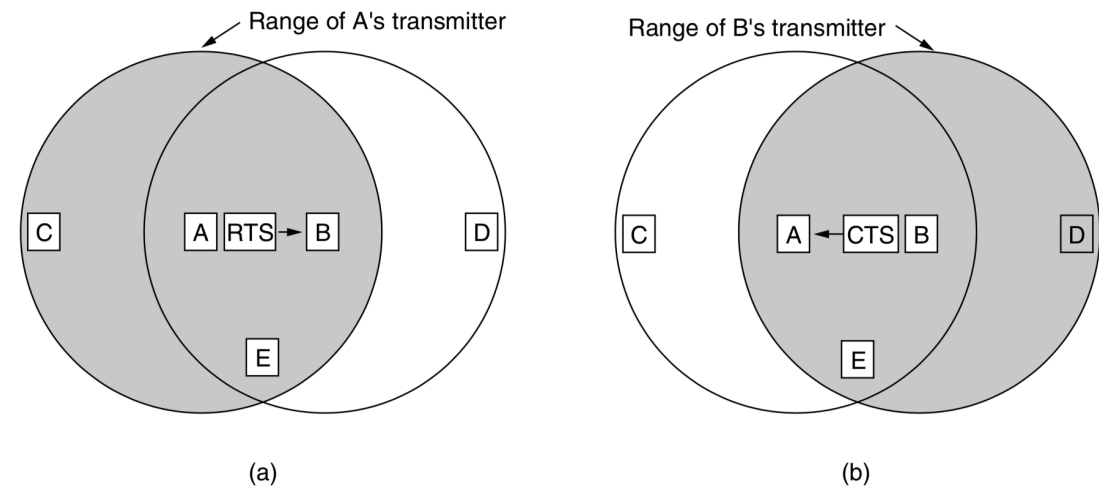 Range of A's transmitter
C
A
RTS
B
D
E
(a)
Range of B's transmitter
C
A
CTS
B
D
E
(b)